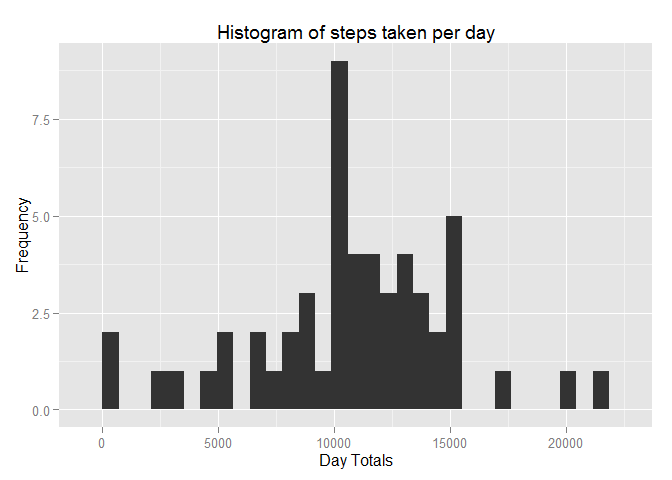 Histogram of steps taken per day
7.5
5.0
2.5
0.0
Frequency
0 5000 10000 15000 20000
Day Totals